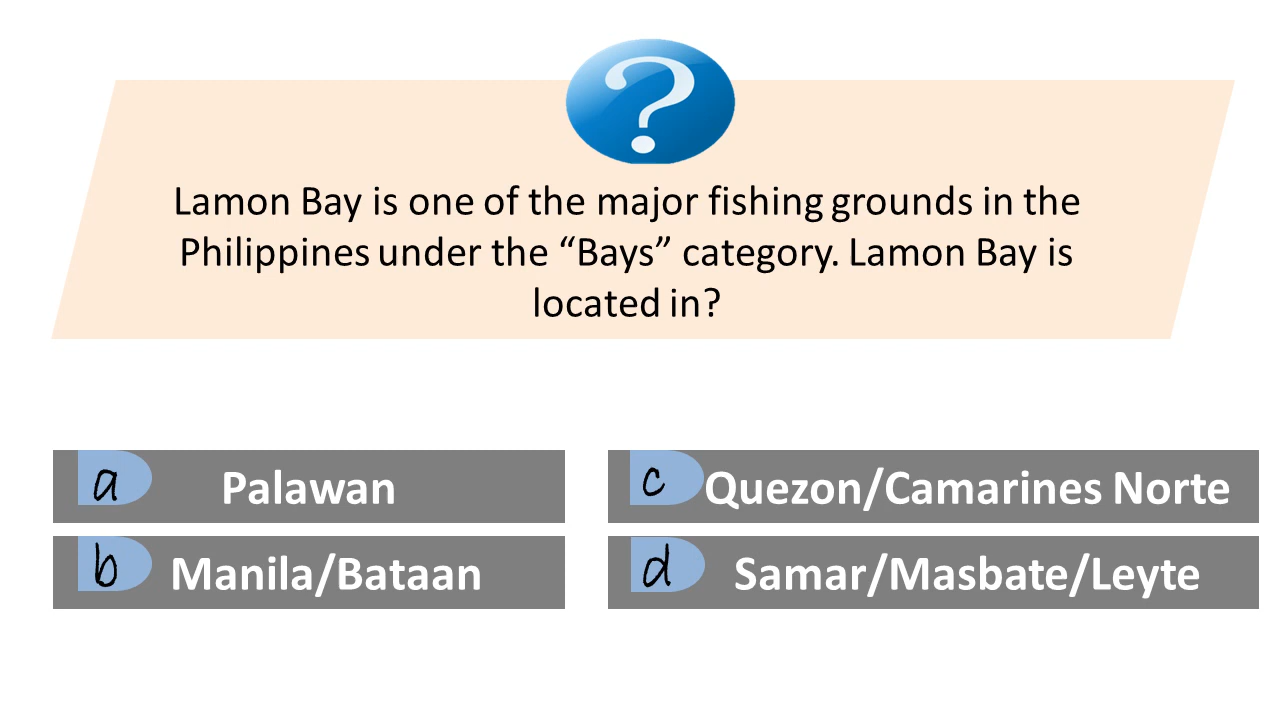 ?
Lamon Bay is one of the major fishing grounds in the
Philippines under the “Bays” category. Lamon Bay is
located in?
a Palawan
c Quezon/Camarines Norte
b Manila/Bataan
d Samar/Masbate/Leyte